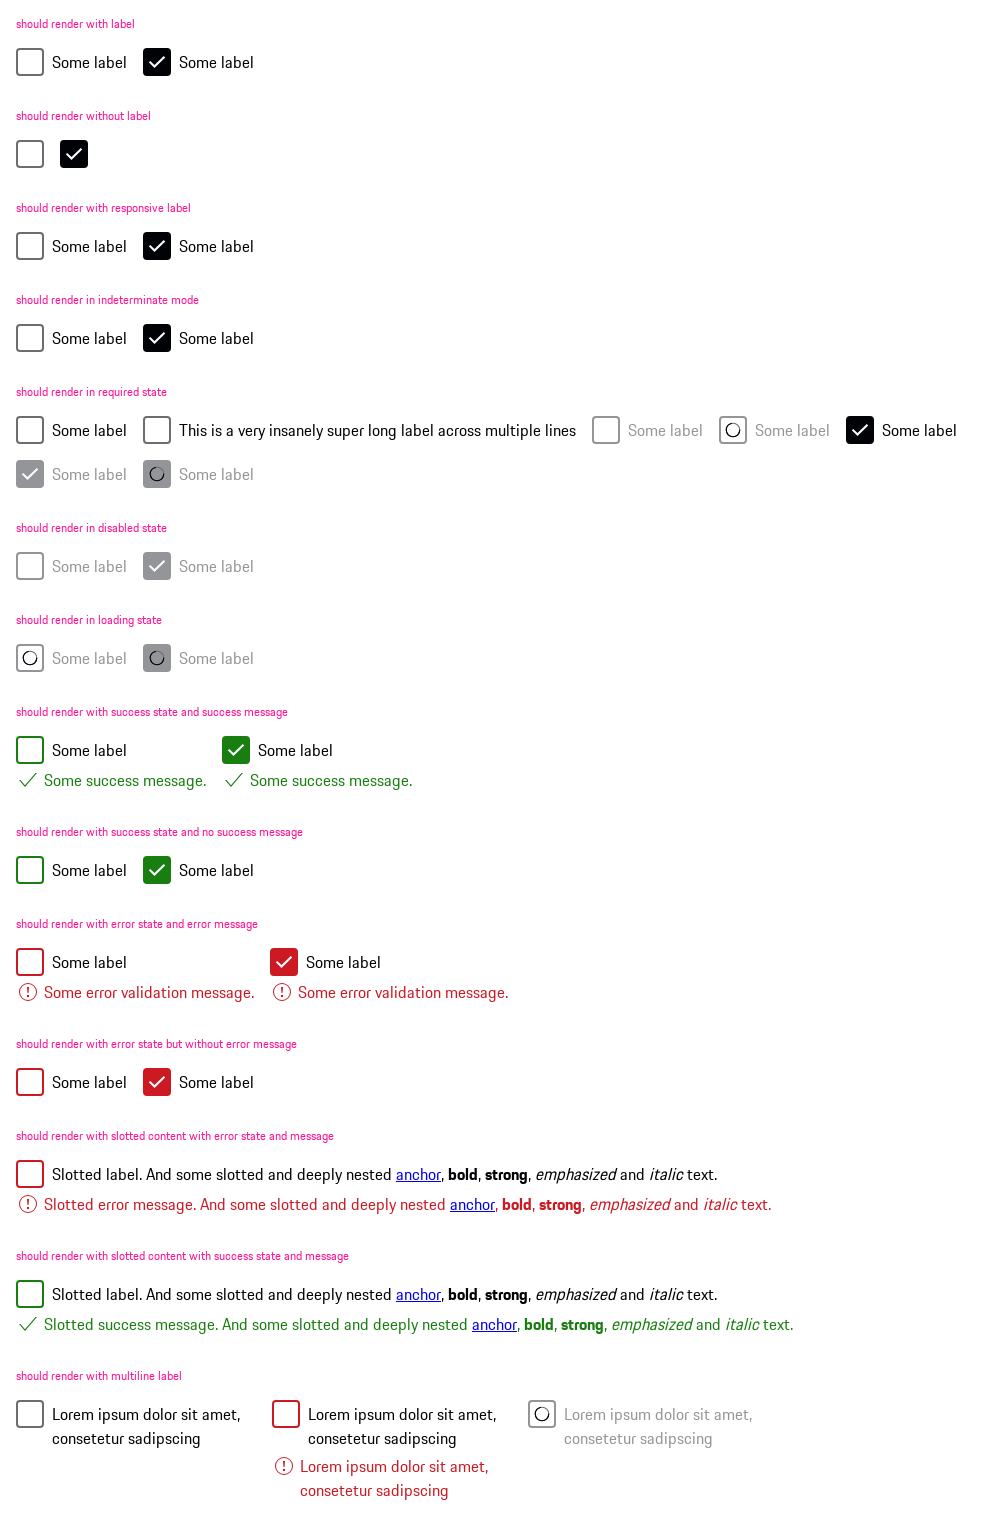 should render with label
Some label Some label
should render without label
should render with responsive label
Some label Some label
should render in indeterminate mode
Some label Some label
should render in required state
Some label This is a very insanely super long label across multiple lines Some label Some label Some label
Some label Some label
should render in disabled state
Some label Some label
should render in loading state
Some label Some label
should render with success state and success message
Some label Some label
Some success message. Some success message.
should render with success state and no success message
Some label Some label
should render with error state and error message
Some label Some label
Some error validation message. Some error validation message.
should render with error state but without error message
Some label Some label
should render with slotted content with error state and message
Slotted label. And some slotted and deeply nested anchor, bold, strong, emphasized and italic text.
Slotted error message. And some slotted and deeply nested anchor, bold, strong, emphasized and italic text.
should render with slotted content with success state and message
Slotted label. And some slotted and deeply nested anchor, bold, strong, emphasized and italic text.
Slotted success message. And some slotted and deeply nested anchor, bold, strong, emphasized and italic text.
should render with multiline label
Lorem ipsum dolor sit amet,
consetetur sadipscing
Lorem ipsum dolor sit amet,
consetetur sadipscing
Lorem ipsum dolor sit amet,
consetetur sadipscing
Lorem ipsum dolor sit amet,
consetetur sadipscing